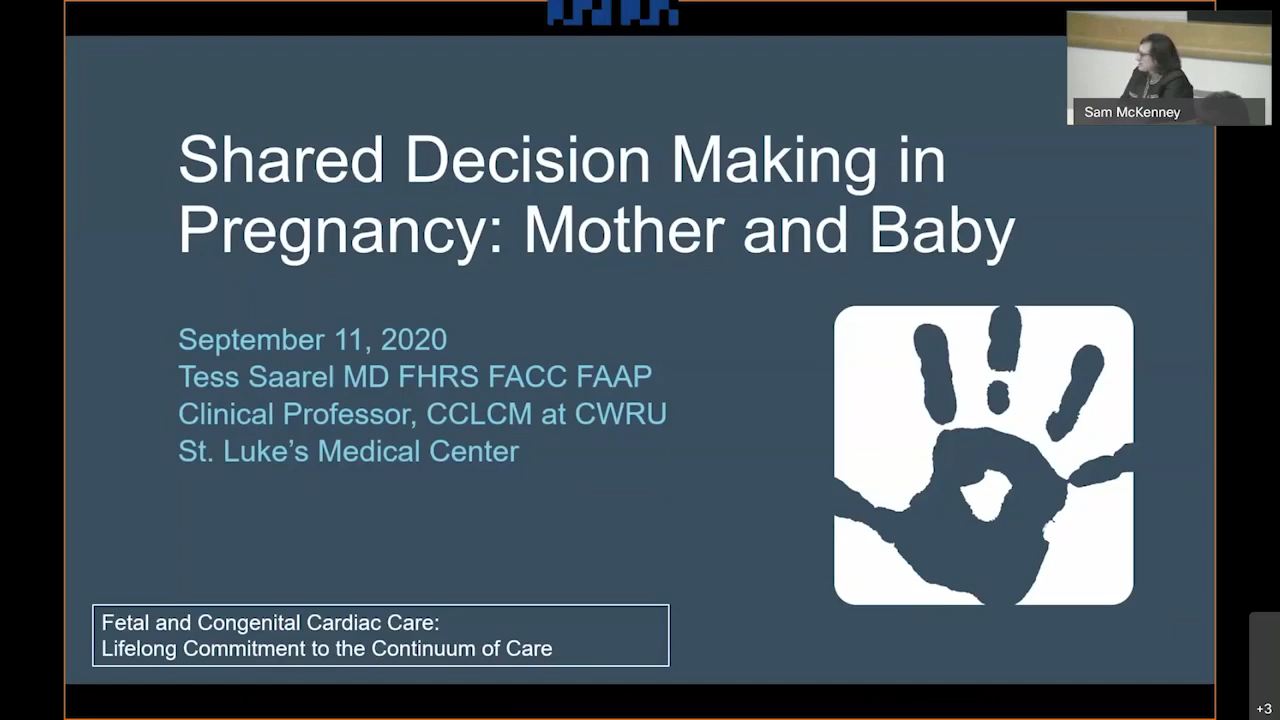 Sam McKenney
Shared Decision Making in
Pregnancy: Mother and Baby
September 11, 2020
Tess Saarel MD FHRS FACC FAAP
Clinical Professor, CCLCM at CWRU
St. Luke's Medical Center
Fetal and Congenital Cardiac Care:
Lifelong Commitment to the Continuum of Care
+3